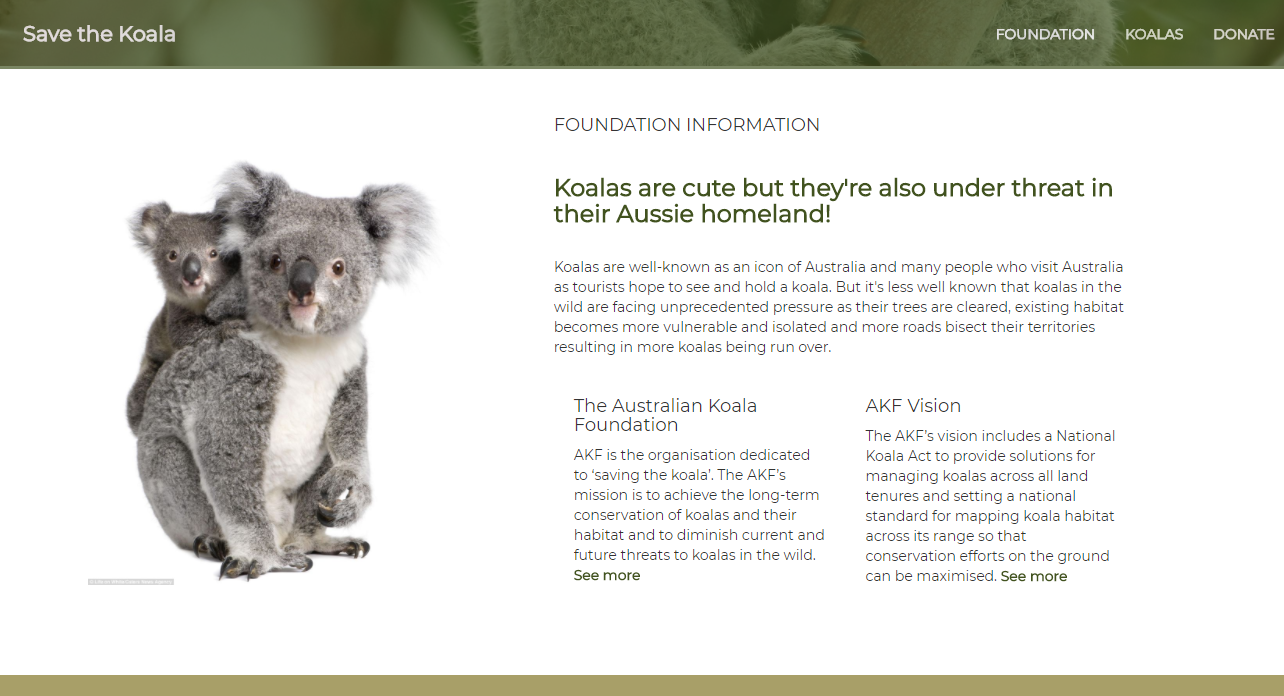 Save the Koala
FOUNDATION KOALAS DONATE
FOUNDATION INFORMATION
Koalas are cute but they're also under threat in
their Aussie homeland!
Koalas are well-known as an icon of Australia and many people who visit Australia
as tourists hope to see and hold a koala. But it's less well known that koalas in the
wild are facing unprecedented pressure as their trees are cleared, existing habitat
becomes more vulnerable and isolated and more roads bisect their territories
resulting in more koalas being run over.
The Australian Koala
Foundation
AKF is the organisation dedicated
to ‘saving the koala’. The AKF’s
mission is to achieve the long-term
conservation of koalas and their
habitat and to diminish current and
future threats to koalas in the wild.
See more
AKF Vision
The AKF’s vision includes a National
Koala Act to provide solutions for
managing koalas across all land
tenures and setting a national
standard for mapping koala habitat
across its range so that
conservation efforts on the ground
can be maximised. See more